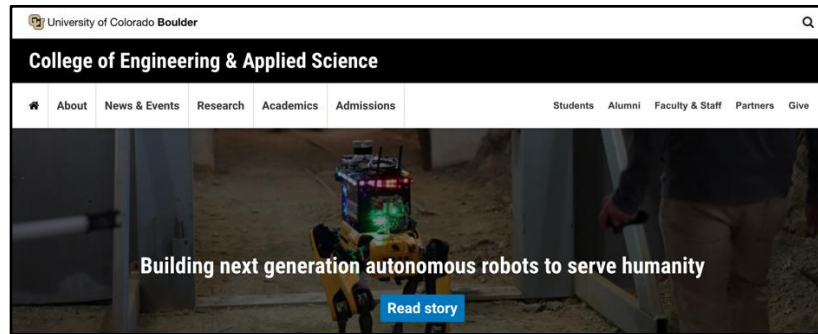 University of Colorado Boulder
College of Engineering & Applied Science
About News & Events Research Academics Admissions Students Alumni Faculty & Staff Partners Give
Building next generation autonomous robots to serve humanity
Read story